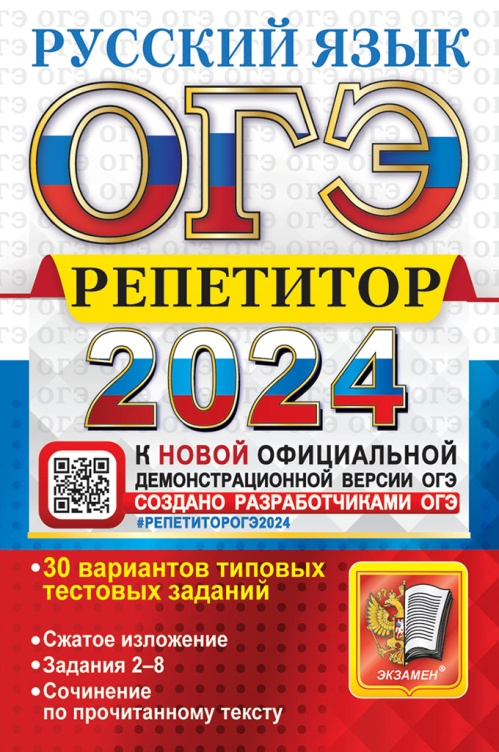 РУССКИЙ ЯЗЫК
ОГЭ
РЕПЕТИТОР
2024
К НОВОЙ ОФИЦИАЛЬНОЙ
ДЕМОНСТРАЦИОННОЙ ВЕРСИИ ОГЭ
СОЗДАНО РАЗРАБОТЧИКАМИ ОГЭ
#РЕПЕТИТОРОГЭ2024
•30 вариантов типовых
тестовых заданий
•Сжатое изложение
•Задания 2–8
•Сочинение
по прочитанному тексту
ЭКЗАМЕН®